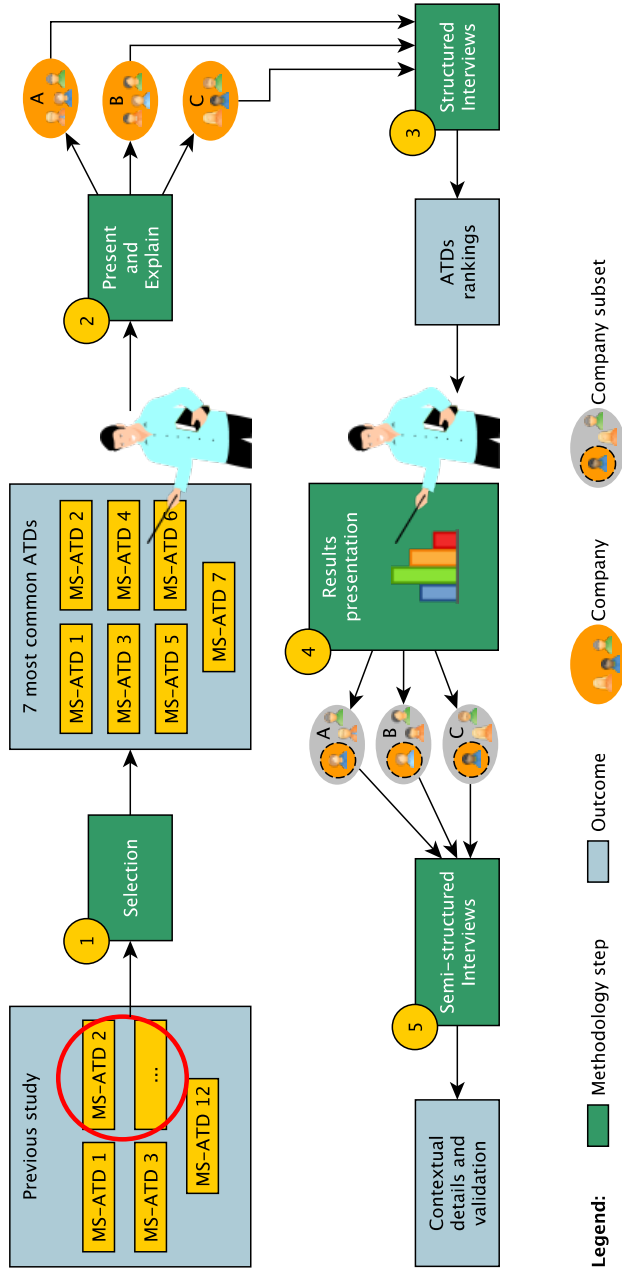 Previous study
MS-ATD 1
MS-ATD 2
MS-ATD 3
...
MS-ATD 12
1
Selection
7 most common ATDs
MS-ATD 1
MS-ATD 2
MS-ATD 3
MS-ATD 4
MS-ATD 5
MS-ATD 6
MS-ATD 7
2
Present
and
Explain
A
B
C
3
Structured
Interviews
ATDs
rankings
4
Results
presentation
A
B
C
5
Semi-structured
Interviews
Contextual
details and
validation
Legend:
Methodology step
Outcome
Company
Company subset